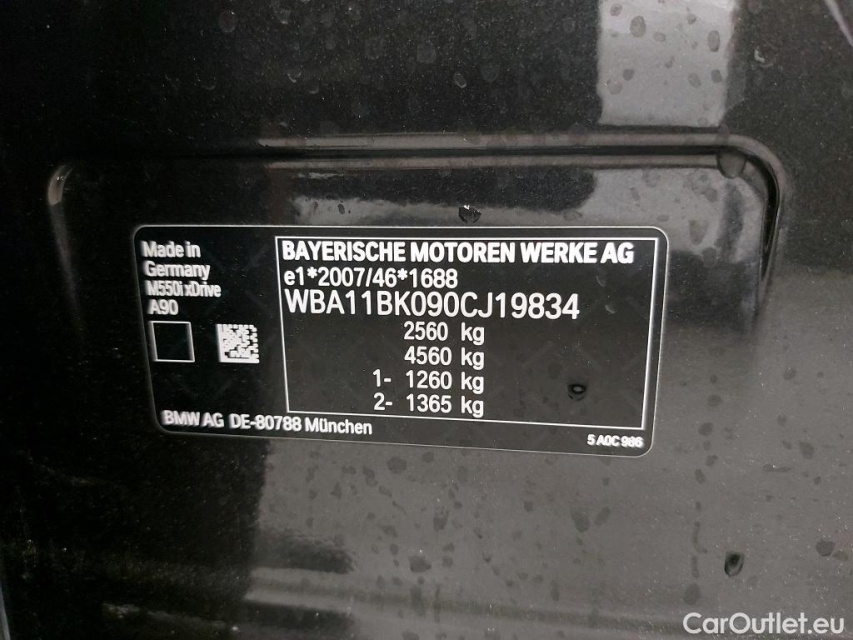 Made in
Germany
M550i xDrive
A90
BAYERISCHE MOTOREN WERKE AG
e1*2007/46*1688
WBA11BK090CJ19834
2560 kg
4560 kg
1- 1260 kg
2- 1365 kg
BMW AG DE-80788 München
5 A0C 986
CarOutlet.eu